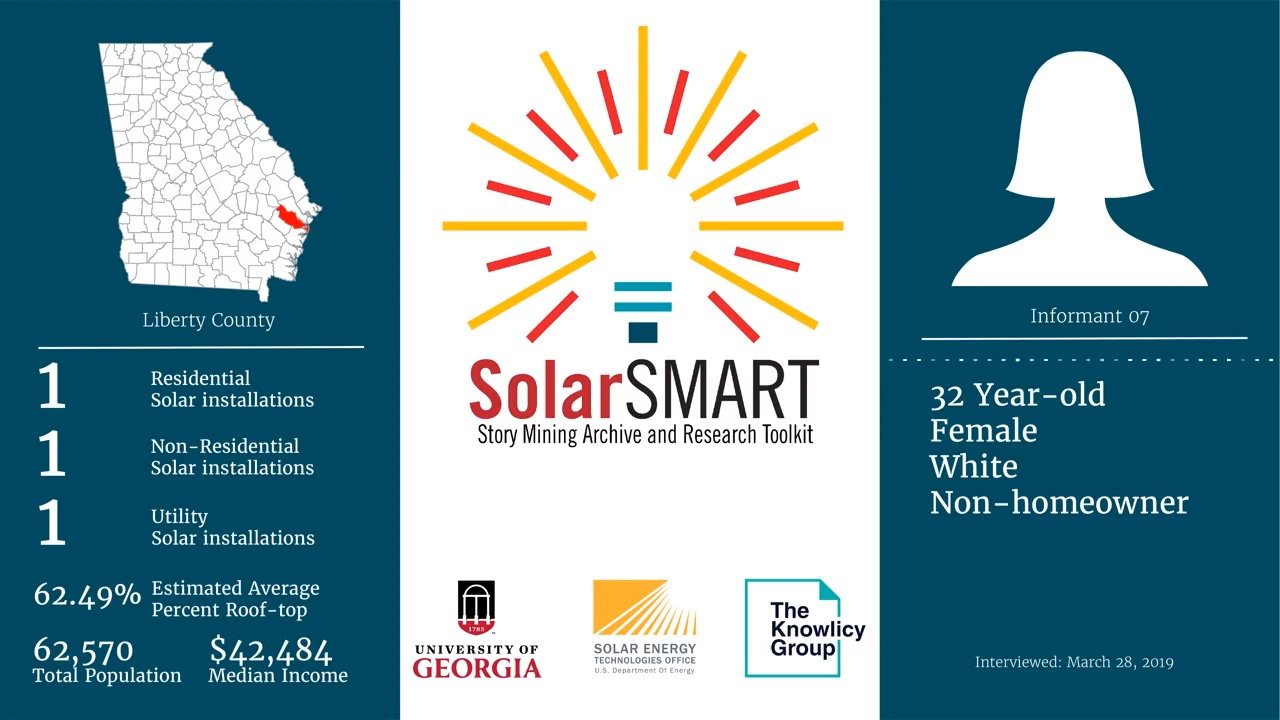 Liberty County
1
Residential
Solar installations
1
Non-Residential
Solar installations
1
Utility
Solar installations
62.49%
Estimated Average
Percent Roof-top
62,570
Total Population
$42,484
Median Income
SolarSMART
Story Mining Archive and Research Toolkit
1785
UNIVERSITY OF
GEORGIA
SOLAR ENERGY
TECHNOLOGIES OFFICE
U.S. Department Of Energy
The
Knowlicy
Group
Informant 07
32 Year-old
Female
White
Non-homeowner
Interviewed: March 28, 2019